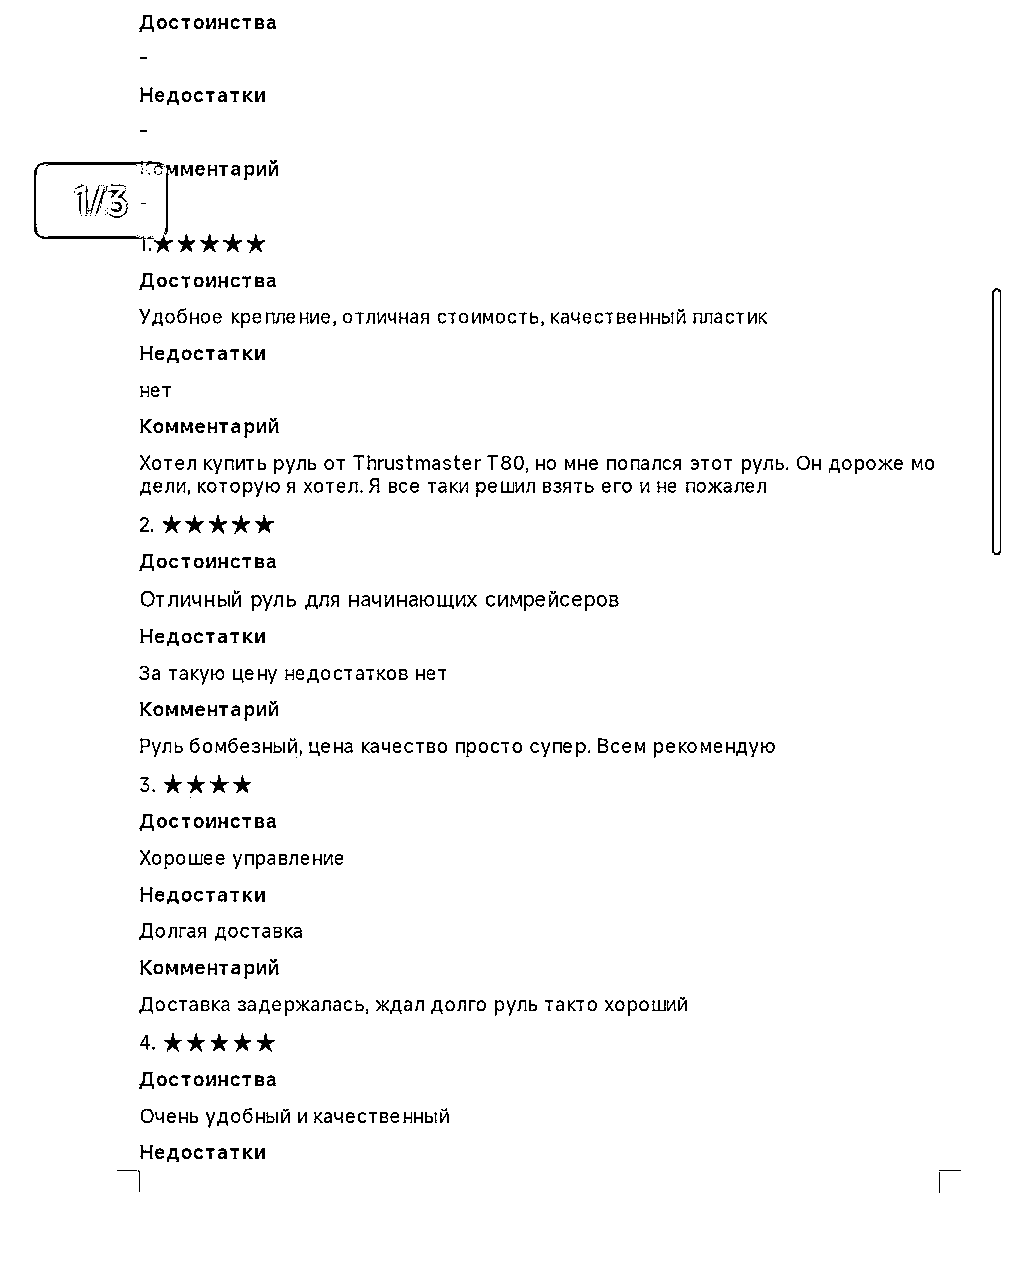 Достоинства
-
Недостатки
-
Комментарий
1/3
-
1.★★★★★
Достоинства
Удобное крепление, отличная стоимость, качественный пластик
Недостатки
нет
Комментарий
Хотел купить руль от Thrustmaster T80, но мне попался этот руль. Он дороже мо
дели, которую я хотел. Я все таки решил взять его и не пожалел
2. ★★★★★
Достоинства
Отличный руль для начинающих симрейсеров
Недостатки
За такую цену недостатков нет
Комментарий
Руль бомбезный, цена качество просто супер. Всем рекомендую
3. ★★★★
Достоинства
Хорошее управление
Недостатки
Долгая доставка
Комментарий
Доставка задержалась, ждал долго руль такто хороший
4. ★★★★★
Достоинства
Очень удобный и качественный
Недостатки